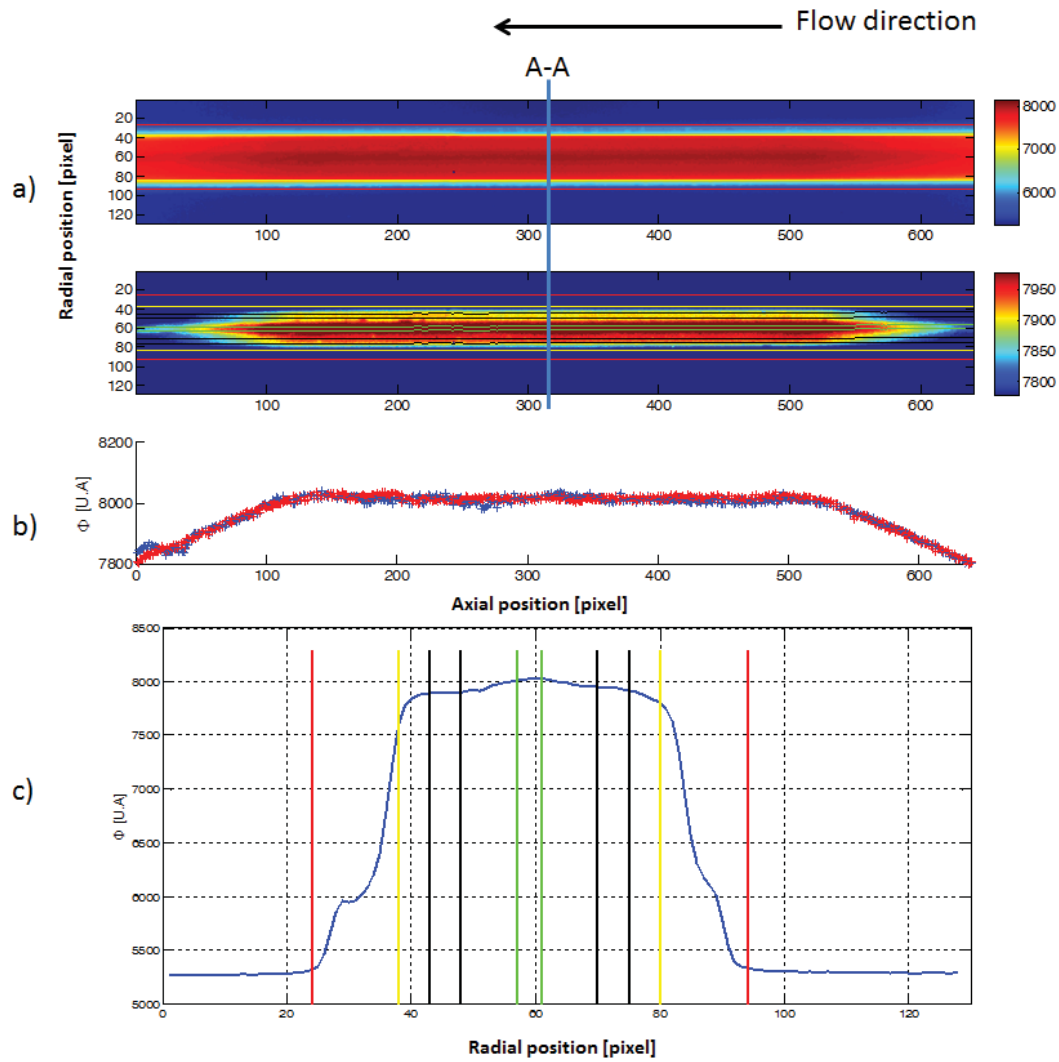 Flow direction
A-A
a)
Radial position [pixel]
20
40
60
80
100
120
100 200 300 400 500 600
8000
7000
6000
20
40
60
80
100
120
100 200 300 400 500 600
7950
7900
7850
7800
b)
Φ [U.A]
8200
8000
7800
0 100 200 300 400 500 600
Axial position [pixel]
c)
Φ [U.A]
8500
8000
7500
7000
6500
6000
5500
5000
0 20 40 60 80 100 120
Radial position [pixel]